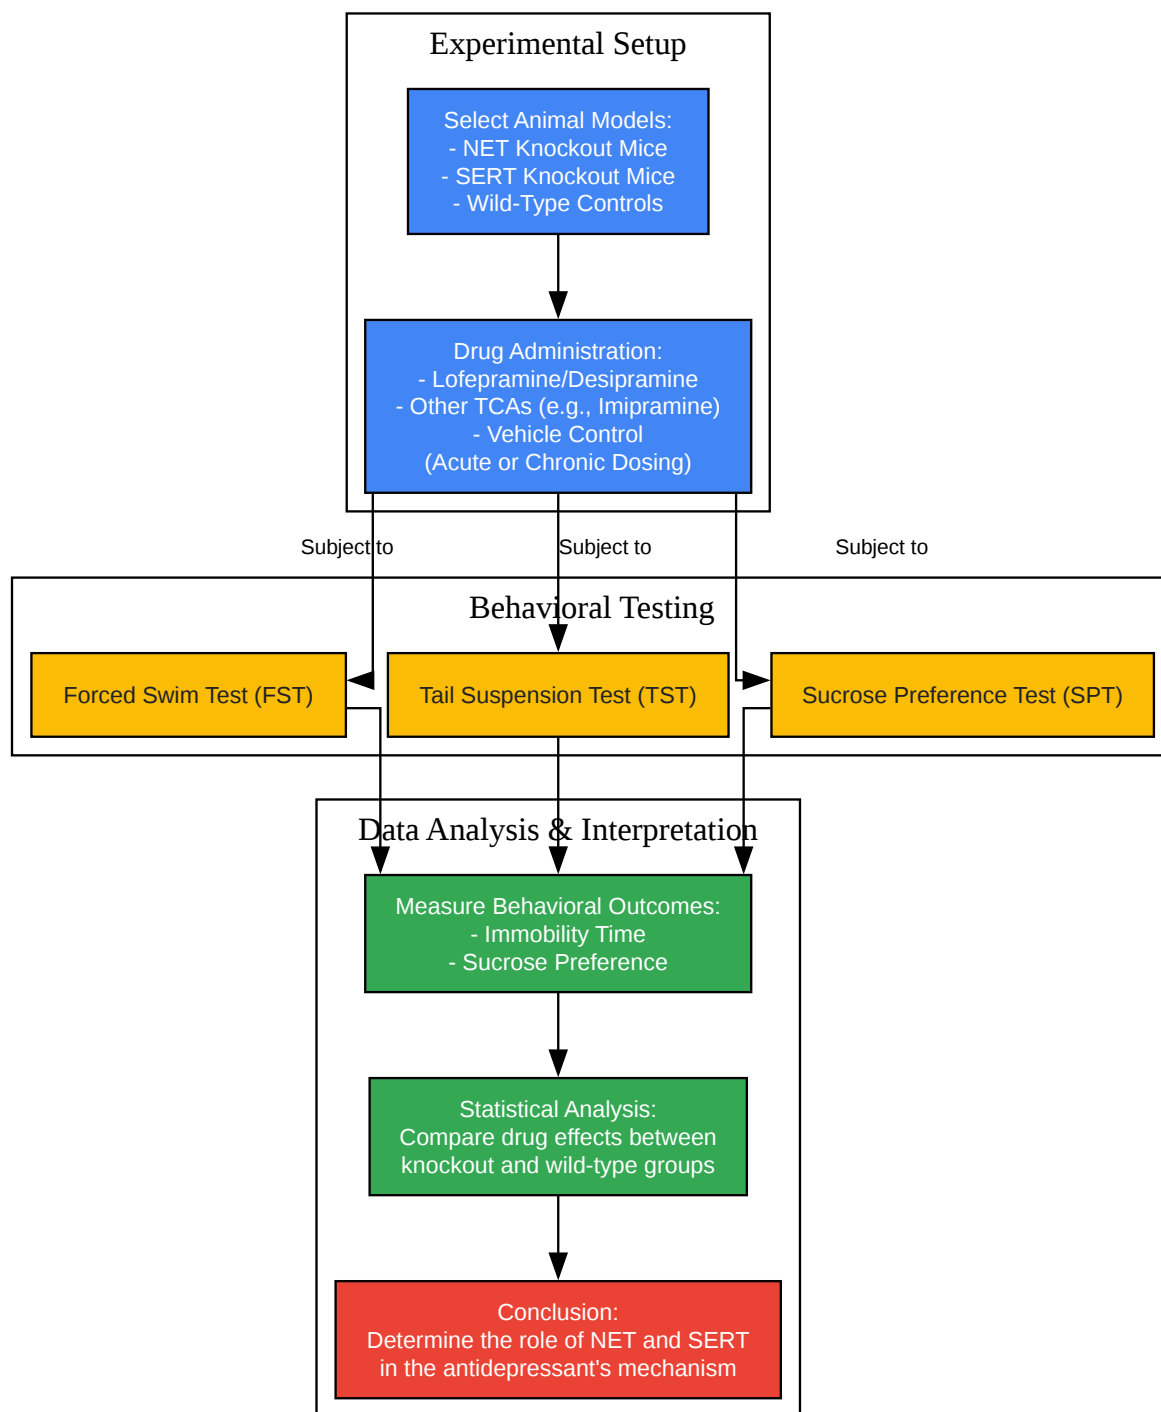 Experimental Setup
Select Animal Models:
- NET Knockout Mice
- SERT Knockout Mice
- Wild-Type Controls
Drug Administration:
- Lofepramine/Desipramine
- Other TCAs (e.g., Imipramine)
- Vehicle Control
(Acute or Chronic Dosing)
Subject to
Subject to
Subject to
Behavioral Testing
Forced Swim Test (FST)
Tail Suspension Test (TST)
Sucrose Preference Test (SPT)
Data Analysis & Interpretation
Measure Behavioral Outcomes:
- Immobility Time
- Sucrose Preference
Statistical Analysis:
Compare drug effects between
knockout and wild-type groups
Conclusion:
Determine the role of NET and SERT
in the antidepressant's mechanism